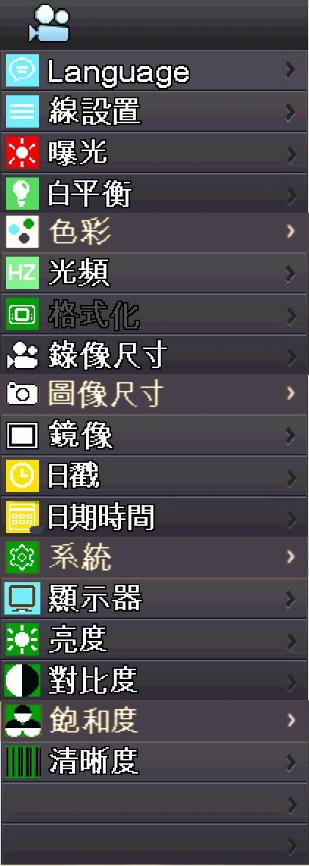 Language
線設置
曝光
白平衡
色彩
HZ 光頻
格式化
錄像尺寸
圖像尺寸
鏡像
日戳
日期時間
系統
顯示器
亮度
對比度
飽和度
清晰度